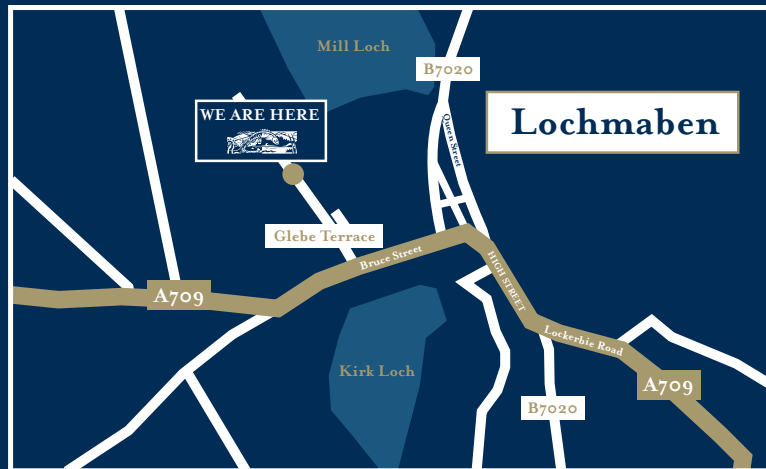 Mill Loch
B7020
WE ARE HERE
Lochmaben
Queen Street
Glebe Terrace
Bruce Street
HIGH STREET
A709
Lockerbie Road
Kirk Loch
A709
B7020